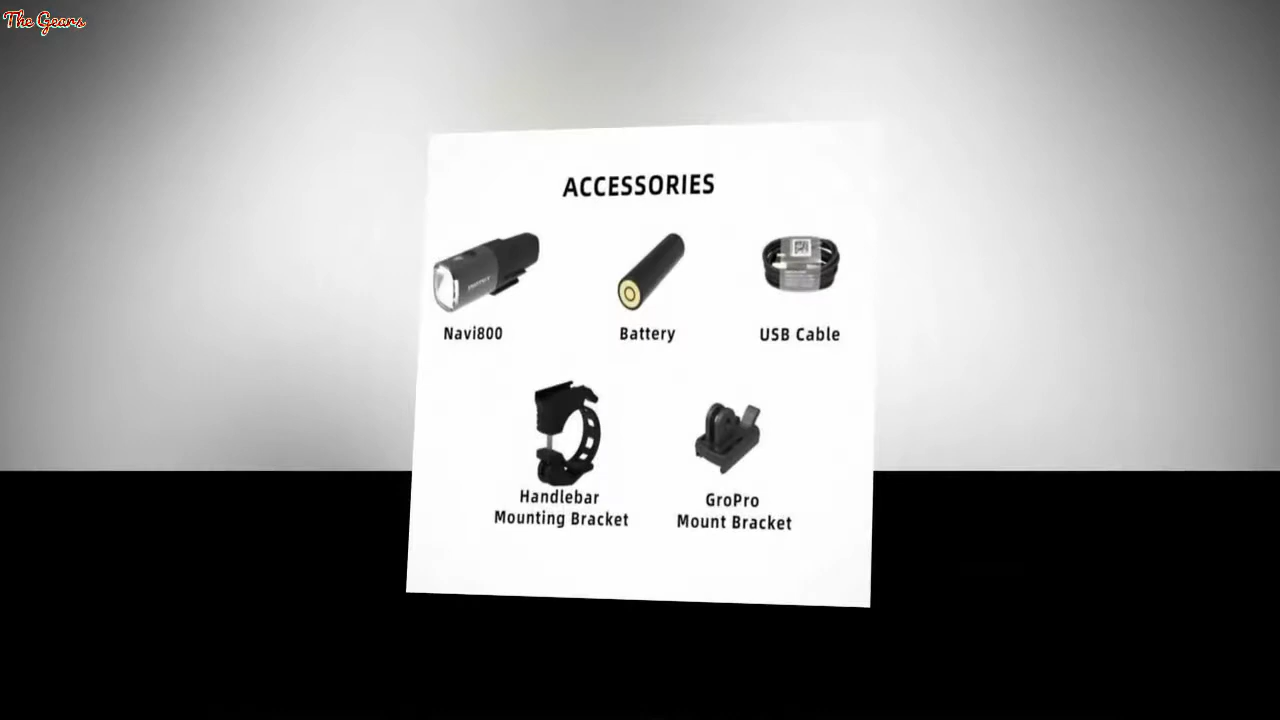 The Gears
ACCESSORIES
Navi800
Battery
USB Cable
Handlebar
Mounting Bracket
GroPro
Mount Bracket